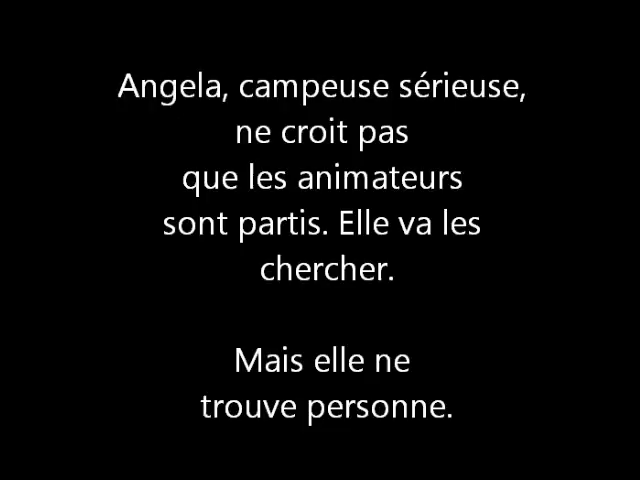 Angela, campeuse sérieuse,
ne croit pas
que les animateurs
sont partis. Elle va les
chercher.
Mais elle ne
trouve personne.